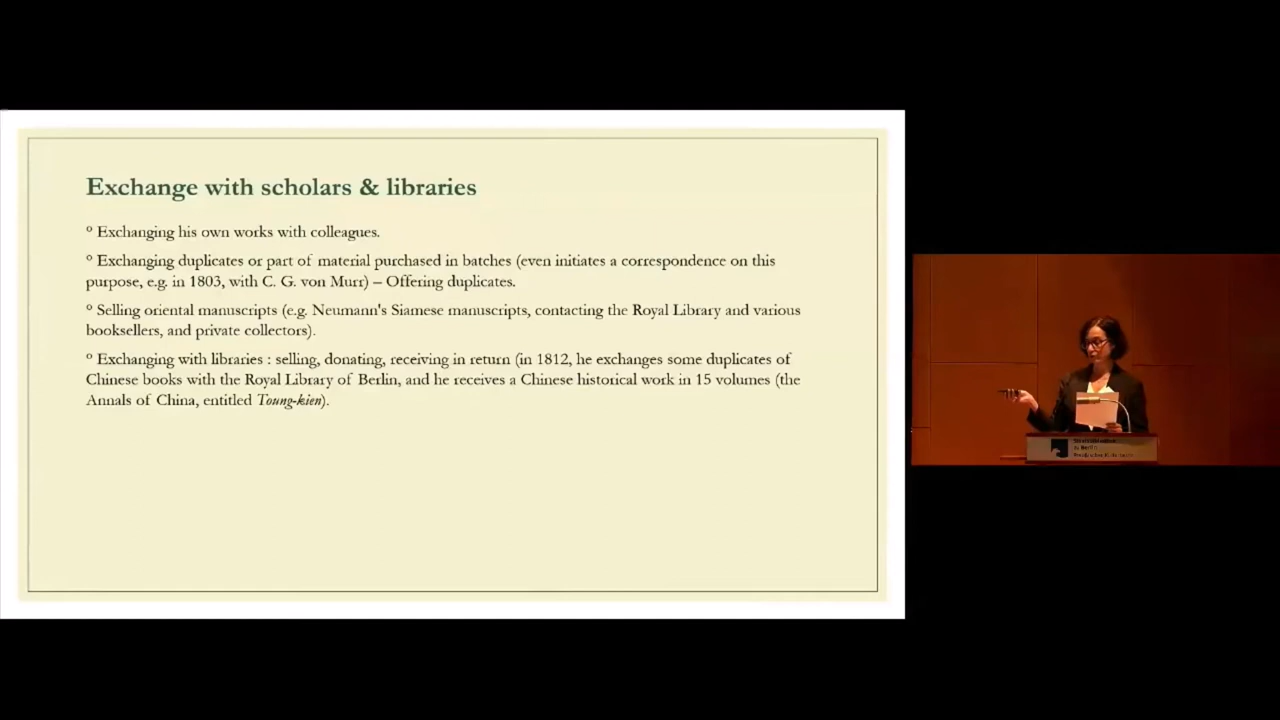 Exchange with scholars & libraries
° Exchanging his own works with colleagues.
° Exchanging duplicates or part of material purchased in batches (even initiates a correspondence on this
purpose, e.g. in 1803, with C. G. von Murr) – Offering duplicates.
° Selling oriental manuscripts (e.g. Neumann's Siamese manuscripts, contacting the Royal Library and various
booksellers, and private collectors).
° Exchanging with libraries : selling, donating, receiving in return (in 1812, he exchanges some duplicates of
Chinese books with the Royal Library of Berlin, and he receives a Chinese historical work in 15 volumes (the
Annals of China, entitled Toung-kien).